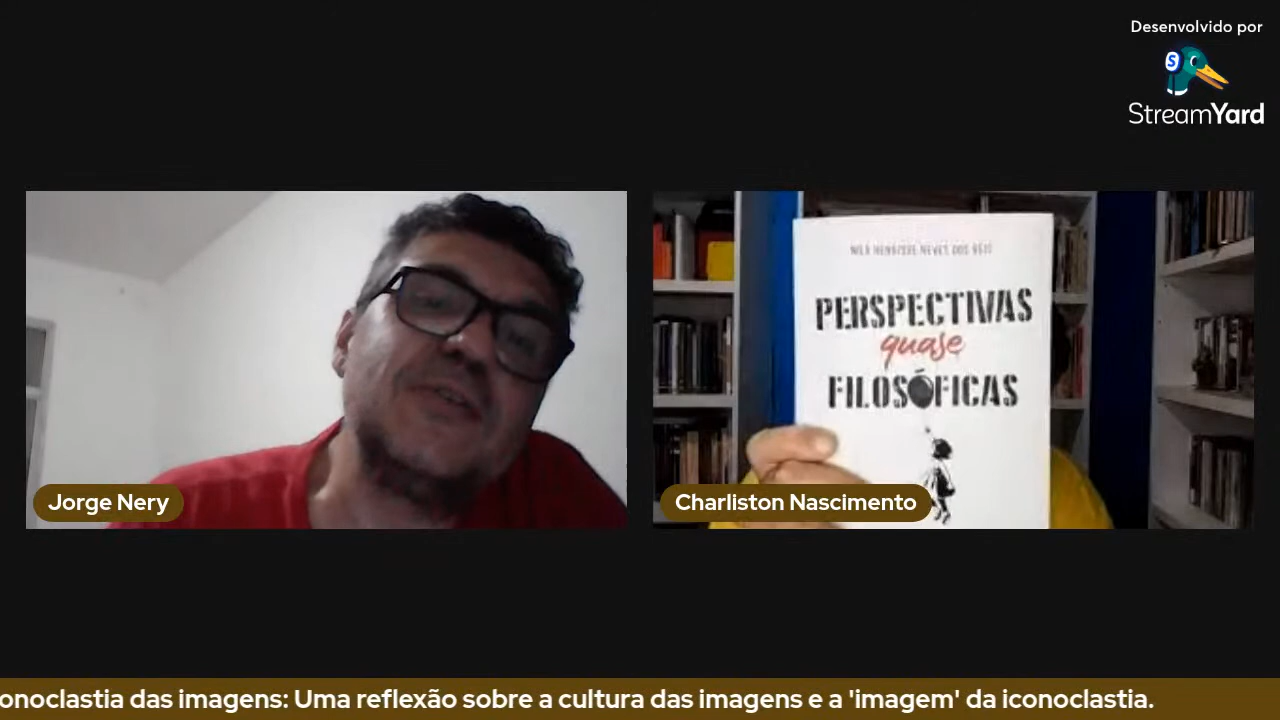 Desenvolvido por
StreamYard
PERSPECTIVAS
quase
FILOSÓFICAS
Jorge Nery
Charliston Nascimento
onoclastia das imagens: Uma reflexão sobre a cultura das imagens e a 'imagem' da iconoclastia.